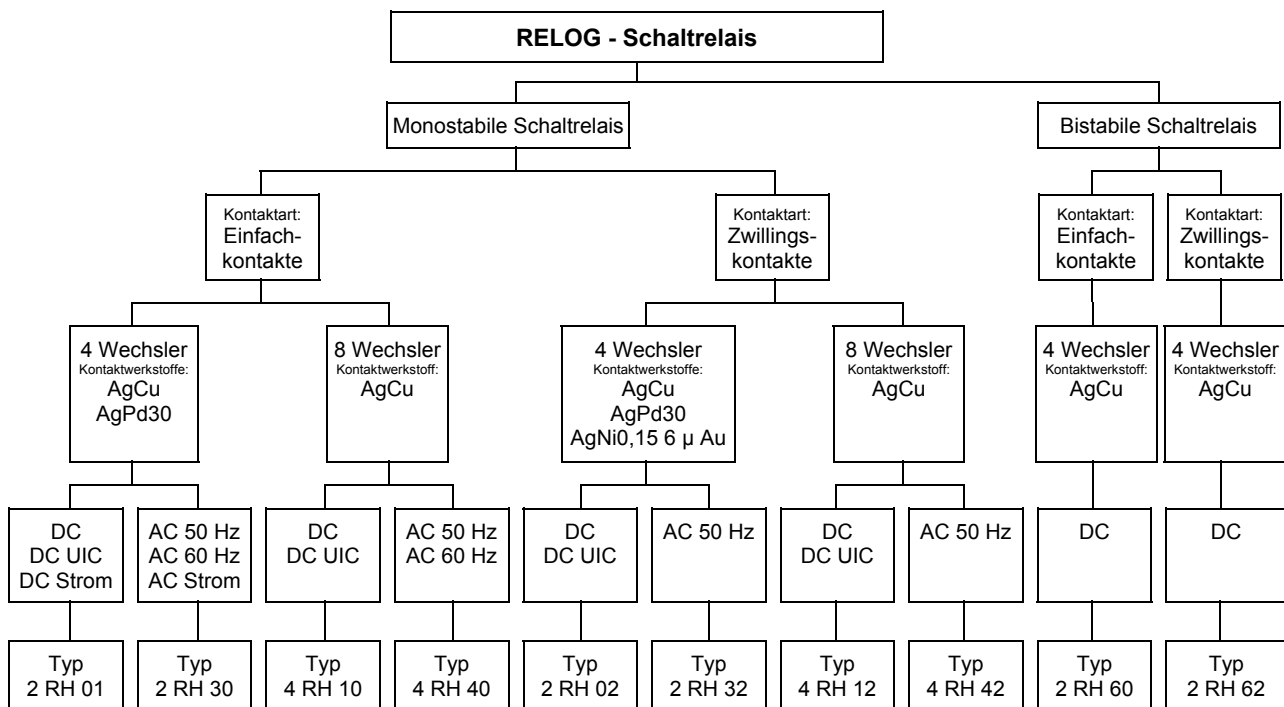 RELOG - Schaltrelais
Monostabile Schaltrelais
Bistabile Schaltrelais
Kontaktart:
Einfach-
kontakte
Kontaktart:
Zwillings-
kontakte
Kontaktart:
Einfach-
kontakte
Kontaktart:
Zwillings-
kontakte
4 Wechsler
Kontaktwerkstoffe:
AgCu
AgPd30
8 Wechsler
Kontaktwerkstoff:
AgCu
4 Wechsler
Kontaktwerkstoffe:
AgCu
AgPd30
AgNi0,15 6 µ Au
8 Wechsler
Kontaktwerkstoff:
AgCu
4 Wechsler
Kontaktwerkstoff:
AgCu
4 Wechsler
Kontaktwerkstoff:
AgCu
DC
DC UIC
DC Strom
AC 50 Hz
AC 60 Hz
AC Strom
DC
DC UIC
AC 50 Hz
AC 60 Hz
DC
DC UIC
AC 50 Hz
DC
DC UIC
AC 50 Hz
DC
DC
Typ
2 RH 01
Typ
2 RH 30
Typ
4 RH 10
Typ
4 RH 40
Typ
2 RH 02
Typ
2 RH 32
Typ
4 RH 12
Typ
4 RH 42
Typ
2 RH 60
Typ
2 RH 62